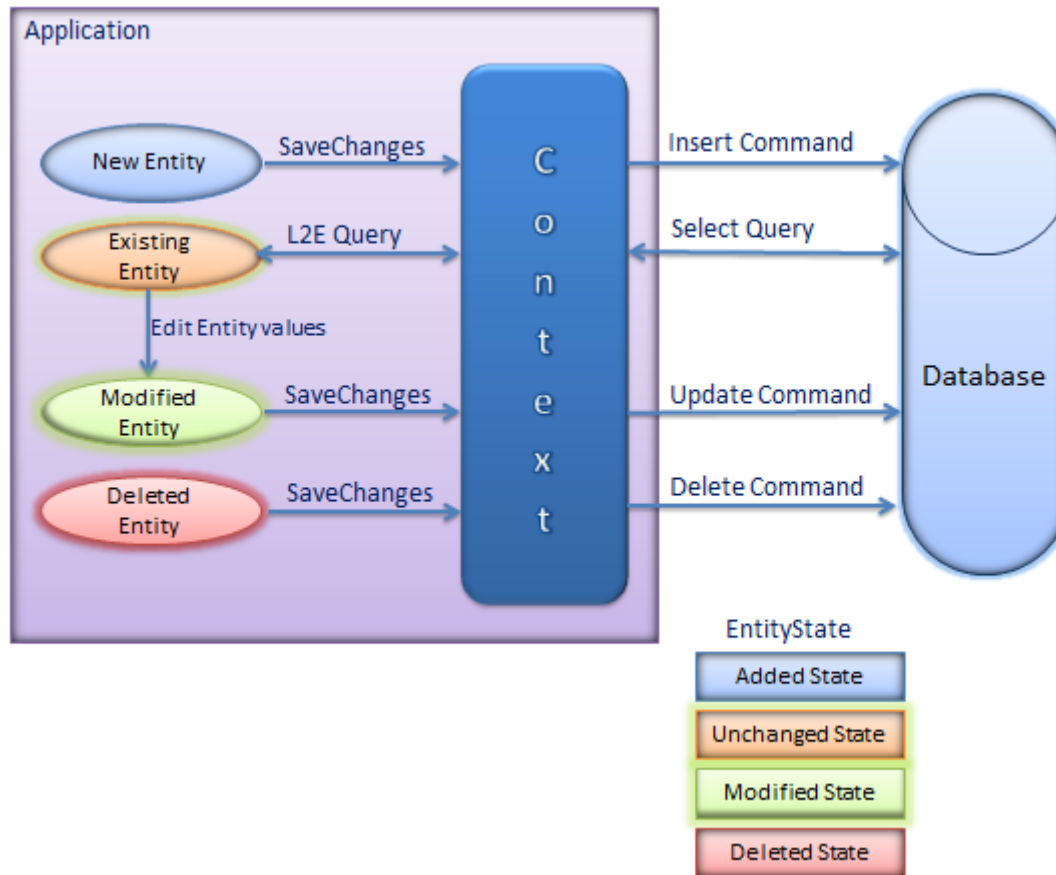 Application
New Entity
SaveChanges
Insert Command
Existing
Entity
L2E Query
Select Query
Edit Entity values
Modified
Entity
SaveChanges
Update Command
Deleted
Entity
SaveChanges
Delete Command
C
o
n
t
e
x
t
Database
EntityState
Added State
Unchanged State
Modified State
Deleted State